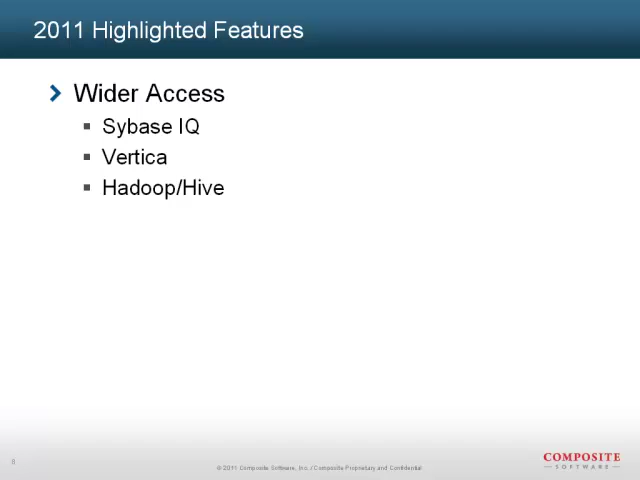 2011 Highlighted Features
Wider Access
Sybase IQ
Vertica
Hadoop/Hive
© 2011 Composite Software, Inc. / Composite Proprietary and Confidential
COMPOSITE
SOFTWARE